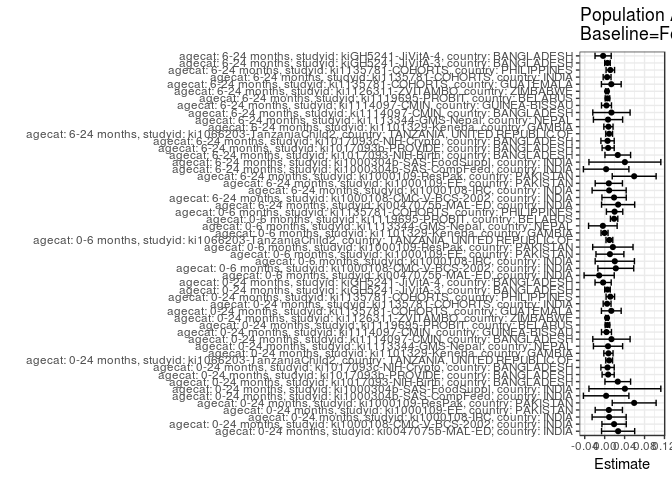 Population
Baseline=
agecat: 6-24 months, studyid: kiGH5241-JiVitA-4, country: BANGLADESH
agecat: 6-24 months, studyid: kiGH5241-JiVitA-3, country: BANGLADESH
agecat: 6-24 months, studyid: ki1135781-COHORTS, country: PHILIPPINES
agecat: 6-24 months, studyid: ki1135781-COHORTS, country: INDIA
agecat: 6-24 months, studyid: ki1135781-COHORTS, country: GUATEMALA
agecat: 6-24 months, studyid: ki1126311-ZVITAMBO, country: ZIMBABWE
agecat: 6-24 months, studyid: ki1119695-PROBIT, country: BELARUS
agecat: 6-24 months, studyid: ki1114097-CMIN, country: GUINEA-BISSAU
agecat: 6-24 months, studyid: ki1114097-CMIN, country: BANGLADESH
agecat: 6-24 months, studyid: ki1113344-GMS-Nepal, country: NEPAL
agecat: 6-24 months, studyid: ki1101329-Keneba, country: GAMBIA
agecat: 6-24 months, studyid: ki1066203-TanzaniaChild2, country: TANZANIA, UNITED REPUBLIC OF
agecat: 6-24 months, studyid: ki1017093c-NIH-Crypto, country: BANGLADESH
agecat: 6-24 months, studyid: ki1017093b-PROVIDE, country: BANGLADESH
agecat: 6-24 months, studyid: ki1017093-NIH-Birth, country: BANGLADESH
agecat: 6-24 months, studyid: ki1000304b-SAS-FoodSuppl, country: INDIA
agecat: 6-24 months, studyid: ki1000304b-SAS-CompFeed, country: INDIA
agecat: 6-24 months, studyid: ki1000109-ResPak, country: PAKISTAN
agecat: 6-24 months, studyid: ki1000109-EE, country: PAKISTAN
agecat: 6-24 months, studyid: ki1000108-IRC, country: INDIA
agecat: 6-24 months, studyid: ki1000108-CMC-V-BCS-2002, country: INDIA
agecat: 6-24 months, studyid: ki0047075b-MAL-ED, country: INDIA
agecat: 0-6 months, studyid: ki1135781-COHORTS, country: PHILIPPINES
agecat: 0-6 months, studyid: ki1119695-PROBIT, country: BELARUS
agecat: 0-6 months, studyid: ki1113344-GMS-Nepal, country: NEPAL
agecat: 0-6 months, studyid: ki1101329-Keneba, country: GAMBIA
agecat: 0-6 months, studyid: ki1066203-TanzaniaChild2, country: TANZANIA, UNITED REPUBLIC OF
agecat: 0-6 months, studyid: ki1000109-ResPak, country: PAKISTAN
agecat: 0-6 months, studyid: ki1000109-EE, country: PAKISTAN
agecat: 0-6 months, studyid: ki1000108-IRC, country: INDIA
agecat: 0-6 months, studyid: ki1000108-CMC-V-BCS-2002, country: INDIA
agecat: 0-6 months, studyid: ki0047075b-MAL-ED, country: INDIA
agecat: 0-24 months, studyid: kiGH5241-JiVitA-4, country: BANGLADESH
agecat: 0-24 months, studyid: kiGH5241-JiVitA-3, country: BANGLADESH
agecat: 0-24 months, studyid: ki1135781-COHORTS, country: PHILIPPINES
agecat: 0-24 months, studyid: ki1135781-COHORTS, country: INDIA
agecat: 0-24 months, studyid: ki1135781-COHORTS, country: GUATEMALA
agecat: 0-24 months, studyid: ki1126311-ZVITAMBO, country: ZIMBABWE
agecat: 0-24 months, studyid: ki1119695-PROBIT, country: BELARUS
agecat: 0-24 months, studyid: ki1114097-CMIN, country: GUINEA-BISSAU
agecat: 0-24 months, studyid: ki1114097-CMIN, country: BANGLADESH
agecat: 0-24 months, studyid: ki1113344-GMS-Nepal, country: NEPAL
agecat: 0-24 months, studyid: ki1101329-Keneba, country: GAMBIA
agecat: 0-24 months, studyid: ki1066203-TanzaniaChild2, country: TANZANIA, UNITED REPUBLIC OF
agecat: 0-24 months, studyid: ki1017093c-NIH-Crypto, country: BANGLADESH
agecat: 0-24 months, studyid: ki1017093b-PROVIDE, country: BANGLADESH
agecat: 0-24 months, studyid: ki1017093-NIH-Birth, country: BANGLADESH
agecat: 0-24 months, studyid: ki1000304b-SAS-FoodSuppl, country: INDIA
agecat: 0-24 months, studyid: ki1000304b-SAS-CompFeed, country: INDIA
agecat: 0-24 months, studyid: ki1000109-ResPak, country: PAKISTAN
agecat: 0-24 months, studyid: ki1000109-EE, country: PAKISTAN
agecat: 0-24 months, studyid: ki1000108-IRC, country: INDIA
agecat: 0-24 months, studyid: ki1000108-CMC-V-BCS-2002, country: INDIA
agecat: 0-24 months, studyid: ki0047075b-MAL-ED, country: INDIA
-0.04 0.00 0.04 0.08 0.12
Estimate